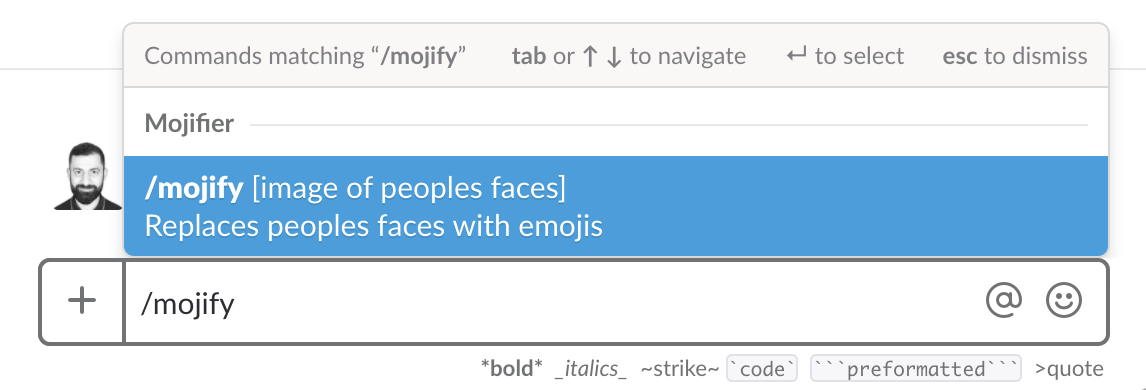 Commands matching “/mojify” tab or ↑ ↓ to navigate ↵ to select esc to dismiss
Mojifier
/mojify [image of peoples faces]
Replaces peoples faces with emojis
/mojify
*bold* _italics_ ~strike~ `code` ```preformatted``` >quote